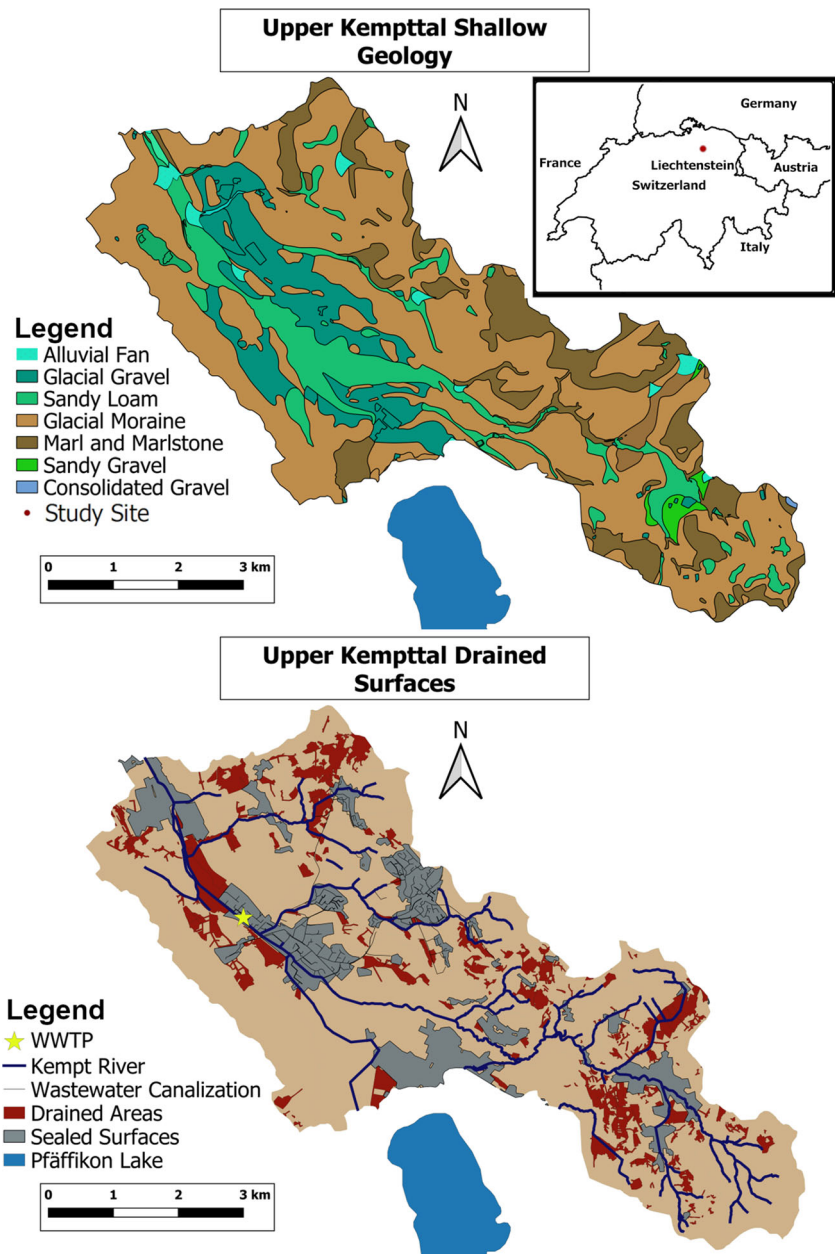 Upper Kempttal Shallow
Geology
N
Germany
France
Liechtenstein
Austria
Switzerland
Italy
Legend
Alluvial Fan
Glacial Gravel
Sandy Loam
Glacial Moraine
Marl and Marlstone
Sandy Gravel
Consolidated Gravel
Study Site
0 1 2 3 km
Upper Kempttal Drained
Surfaces
N
Legend
WWTP
Kempt River
Wastewater Canalization
Drained Areas
Sealed Surfaces
Pfäffikon Lake
0 1 2 3 km